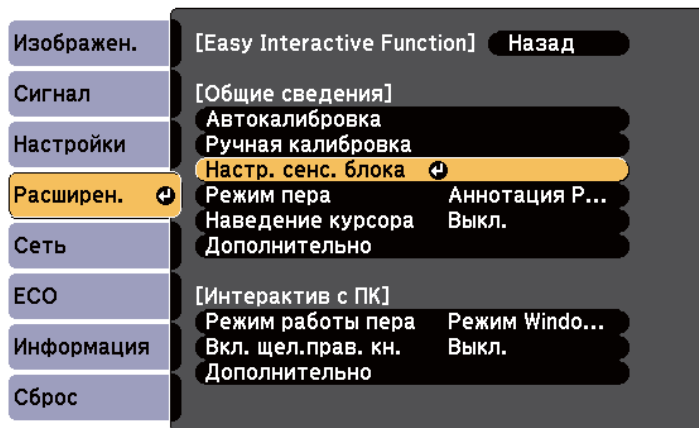 Изображен.
Сигнал
Настройки
Расширен.
Сеть
ECO
Информация
Сброс
[Easy Interactive Function] Назад
[Общие сведения]
Автокалибровка
Ручная калибровка
Настр. сенс. блока
Режим пера Аннотация P...
Наведение курсора Выкл.
Дополнительно
[Интерактив с ПК]
Режим работы пера Режим Windo...
Вкл. щел.прав. кн. Выкл.
Дополнительно